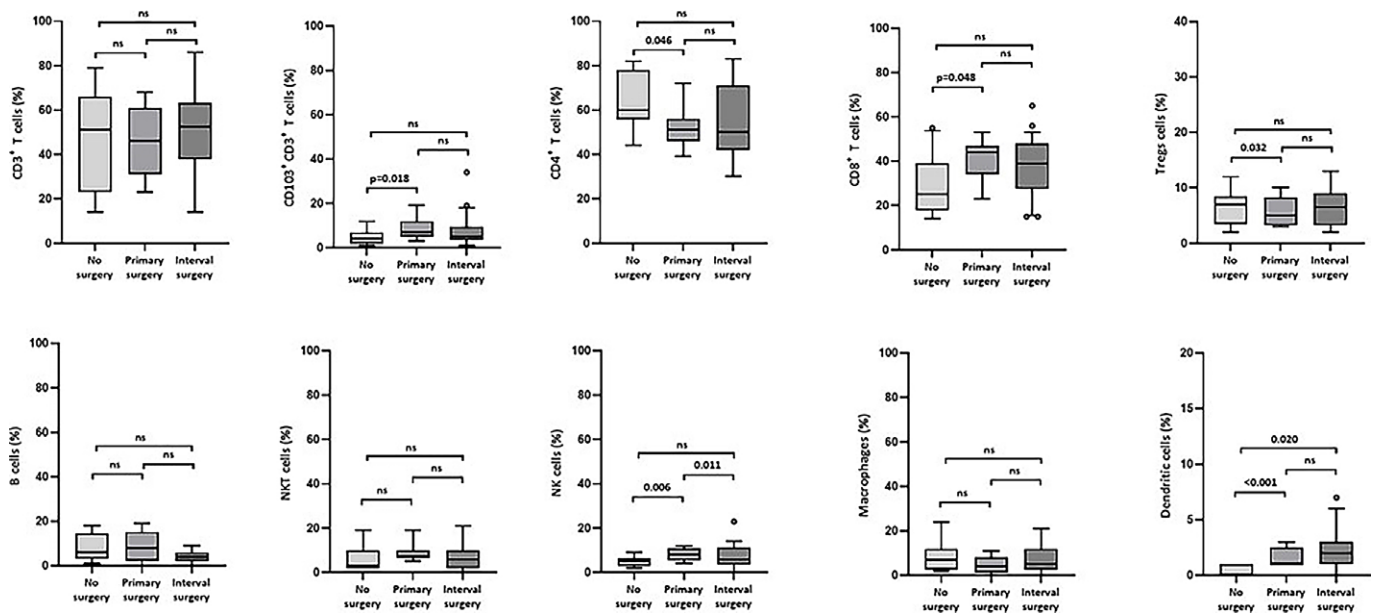 CD3+ T cells (%)
100
80
60
40
20
0
ns
ns
ns
No surgery
Primary surgery
Interval surgery
CD103+ CD3+ T cells (%)
100
80
60
40
20
0
ns
ns
p=0.018
No surgery
Primary surgery
Interval surgery
CD4+ T cells (%)
100
80
60
40
20
0
ns
0.046
ns
No surgery
Primary surgery
Interval surgery
CD8+ T cells (%)
100
80
60
40
20
0
ns
ns
p=0.048
No surgery
Primary surgery
Interval surgery
Tregs cells (%)
40
30
20
10
0
ns
0.032
ns
No surgery
Primary surgery
Interval surgery
B cells (%)
100
80
60
40
20
0
ns
ns
ns
No surgery
Primary surgery
Interval surgery
NKT cells (%)
100
80
60
40
20
0
ns
ns
ns
No surgery
Primary surgery
Interval surgery
NK cells (%)
100
80
60
40
20
0
ns
0.011
0.006
No surgery
Primary surgery
Interval surgery
Macrophages (%)
100
80
60
40
20
0
ns
ns
ns
No surgery
Primary surgery
Interval surgery
Dendritic cells (%)
20
15
10
5
0
0.020
ns
<0.001
No surgery
Primary surgery
Interval surgery